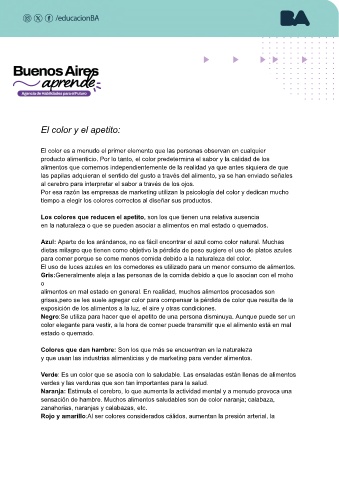 /educacionBA
BA
Buenos Aires
aprende
Agencia de Habilidades para el Futuro
El color y el apetito:
El color es a menudo el primer elemento que las personas observan en cualquier
producto alimenticio. Por lo tanto, el color predetermina el sabor y la calidad de los
alimentos que comemos independientemente de la realidad ya que antes siquiera de que
las papilas adquieran el sentido del gusto a través del alimento, ya se han enviado señales
al cerebro para interpretar el sabor a través de los ojos.
Por esa razón las empresas de marketing utilizan la psicología del color y dedican mucho
tiempo a elegir los colores correctos al diseñar sus productos.
Los colores que reducen el apetito, son los que tienen una relativa ausencia
en la naturaleza o que se pueden asociar a alimentos en mal estado o quemados.
Azul: Aparte de los arándanos, no es fácil encontrar el azul como color natural. Muchas
dietas milagro que tienen como objetivo la pérdida de peso sugiere el uso de platos azules
para comer porque se come menos comida debido a la naturaleza del color.
El uso de luces azules en los comedores es utilizado para un menor consumo de alimentos.
Gris:Generalmente aleja a las personas de la comida debido a que lo asocian con el moho
o
alimentos en mal estado en general. En realidad, muchos alimentos procesados son
grises,pero se les suele agregar color para compensar la pérdida de color que resulta de la
exposición de los alimentos a la luz, el aire y otras condiciones.
Negro:Se utiliza para hacer que el apetito de una persona disminuya. Aunque puede ser un
color elegante para vestir, a la hora de comer puede transmitir que el alimento está en mal
estado o quemado.
Colores que dan hambre: Son los que más se encuentran en la naturaleza
y que usan las industrias alimenticias y de marketing para vender alimentos.
Verde: Es un color que se asocia con lo saludable. Las ensaladas están llenas de alimentos
verdes y las verduras que son tan importantes para la salud.
Naranja: Estimula el cerebro, lo que aumenta la actividad mental y a menudo provoca una
sensación de hambre. Muchos alimentos saludables son de color naranja; calabaza,
zanahorias, naranjas y calabazas, etc.
Rojo y amarillo:Al ser colores considerados cálidos, aumentan la presión arterial, la